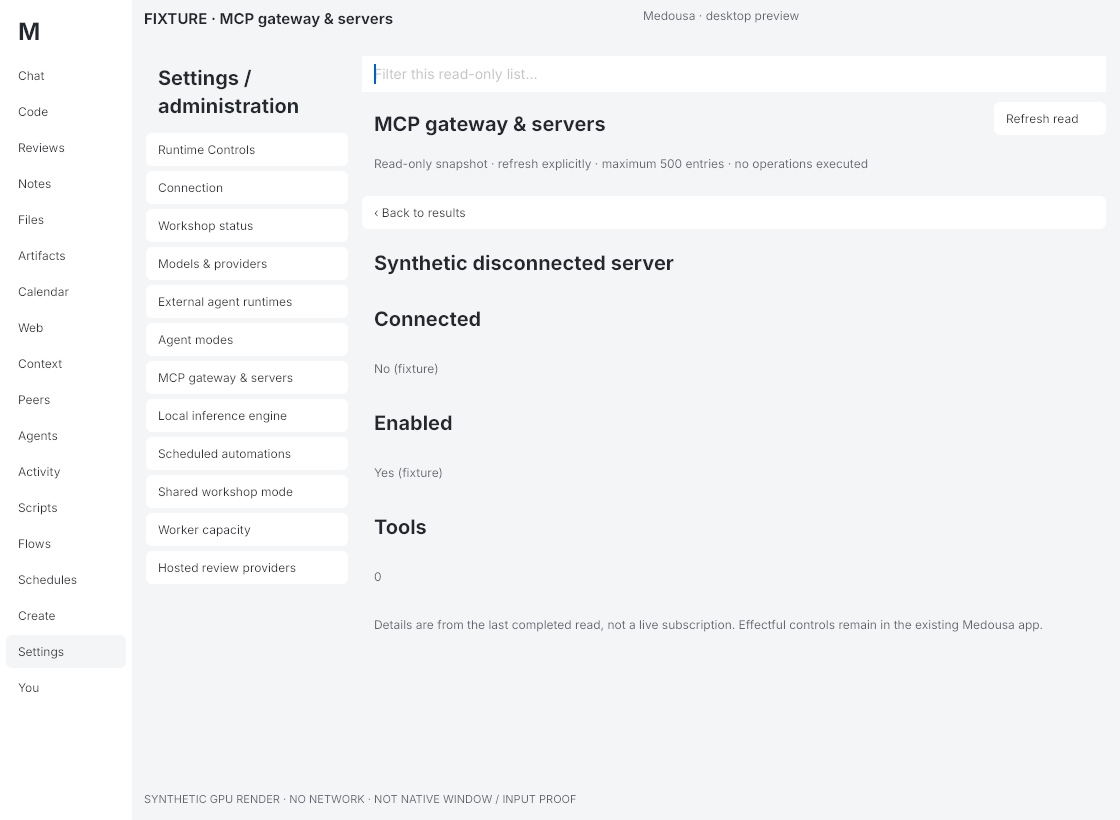 M
Chat
Code
Reviews
Notes
Files
Artifacts
Calendar
Web
Context
Peers
Agents
Activity
Scripts
Flows
Schedules
Create
Settings
You
FIXTURE · MCP gateway & servers
Medousa · desktop preview
Settings /
administration
Runtime Controls
Connection
Workshop status
Models & providers
External agent runtimes
Agent modes
MCP gateway & servers
Local inference engine
Scheduled automations
Shared workshop mode
Worker capacity
Hosted review providers
Filter this read-only list...
MCP gateway & servers
Refresh read
Read-only snapshot · refresh explicitly · maximum 500 entries · no operations executed
‹ Back to results
Synthetic disconnected server
Connected
No (fixture)
Enabled
Yes (fixture)
Tools
0
Details are from the last completed read, not a live subscription. Effectful controls remain in the existing Medousa app.
SYNTHETIC GPU RENDER · NO NETWORK · NOT NATIVE WINDOW / INPUT PROOF